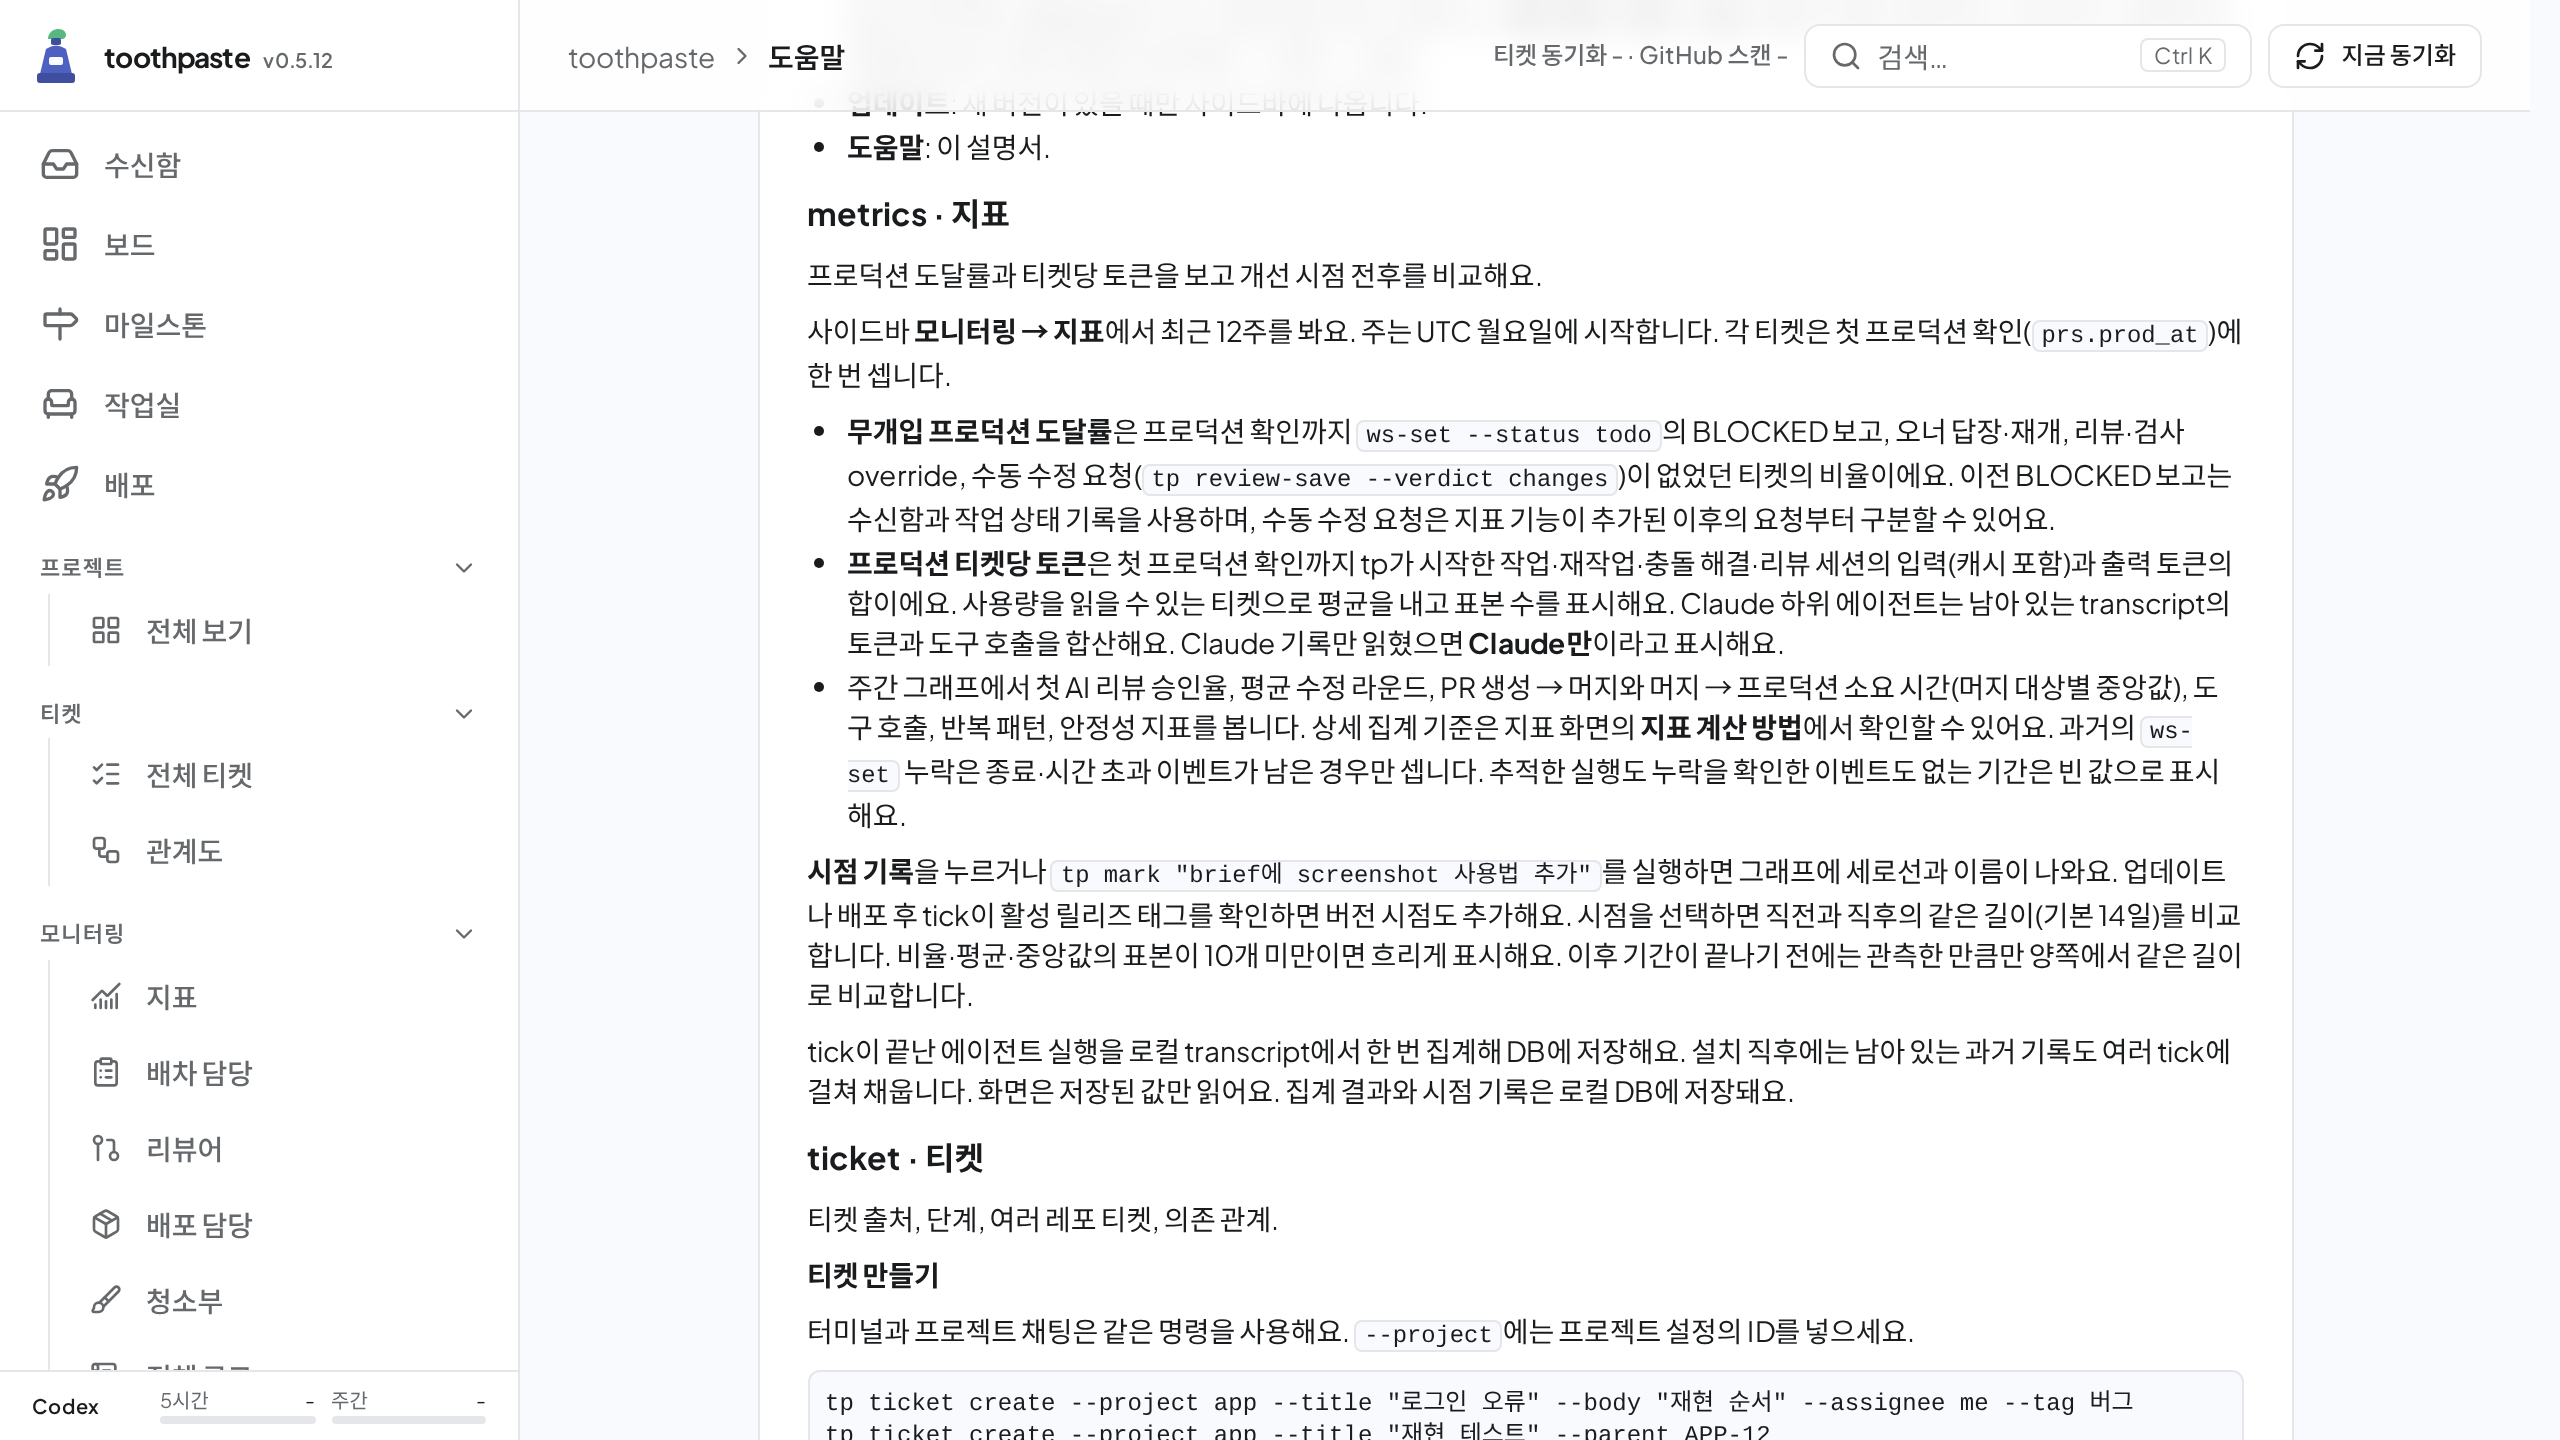 toothpaste v0.5.12
toothpaste > 도움말
티켓 동기화 - · GitHub 스캔 -
검색...
Ctrl K
지금 동기화
수신함
보드
마일스톤
작업실
배포
프로젝트
전체 보기
티켓
전체 티켓
관계도
모니터링
지표
배차 담당
리뷰어
배포 담당
청소부
Codex
5시간 -
주간 -
업데이트: 새 버전이 있을 때만 사이드바에 나옵니다.
도움말: 이 설명서.
metrics · 지표
프로덕션 도달률과 티켓당 토큰을 보고 개선 시점 전후를 비교해요.
사이드바 모니터링 → 지표에서 최근 12주를 봐요. 주는 UTC 월요일에 시작합니다. 각 티켓은 첫 프로덕션 확인( prs.prod_at )에
한 번 셉니다.
무개입 프로덕션 도달률은 프로덕션 확인까지 ws-set --status todo 의 BLOCKED 보고, 오너 답장·재개, 리뷰·검사
override, 수동 수정 요청( tp review-save --verdict changes )이 없었던 티켓의 비율이에요. 이전 BLOCKED 보고는
수신함과 작업 상태 기록을 사용하며, 수동 수정 요청은 지표 기능이 추가된 이후의 요청부터 구분할 수 있어요.
프로덕션 티켓당 토큰은 첫 프로덕션 확인까지 tp가 시작한 작업·재작업·충돌 해결·리뷰 세션의 입력(캐시 포함)과 출력 토큰의
합이에요. 사용량을 읽을 수 있는 티켓으로 평균을 내고 표본 수를 표시해요. Claude 하위 에이전트는 남아 있는 transcript의
토큰과 도구 호출을 합산해요. Claude 기록만 읽혔으면 Claude만이라고 표시해요.
주간 그래프에서 첫 AI 리뷰 승인율, 평균 수정 라운드, PR 생성 → 머지와 머지 → 프로덕션 소요 시간(머지 대상별 중앙값), 도
구 호출, 반복 패턴, 안정성 지표를 봅니다. 상세 집계 기준은 지표 화면의 지표 계산 방법에서 확인할 수 있어요. 과거의 ws-
set 누락은 종료·시간 초과 이벤트가 남은 경우만 셉니다. 추적한 실행도 누락을 확인한 이벤트도 없는 기간은 빈 값으로 표시
해요.
시점 기록을 누르거나 tp mark "brief에 screenshot 사용법 추가" 를 실행하면 그래프에 세로선과 이름이 나와요. 업데이트
나 배포 후 tick이 활성 릴리즈 태그를 확인하면 버전 시점도 추가해요. 시점을 선택하면 직전과 직후의 같은 길이(기본 14일)를 비교
합니다. 비율·평균·중앙값의 표본이 10개 미만이면 흐리게 표시해요. 이후 기간이 끝나기 전에는 관측한 만큼만 양쪽에서 같은 길이
로 비교합니다.
tick이 끝난 에이전트 실행을 로컬 transcript에서 한 번 집계해 DB에 저장해요. 설치 직후에는 남아 있는 과거 기록도 여러 tick에
걸쳐 채웁니다. 화면은 저장된 값만 읽어요. 집계 결과와 시점 기록은 로컬 DB에 저장돼요.
ticket · 티켓
티켓 출처, 단계, 여러 레포 티켓, 의존 관계.
티켓 만들기
터미널과 프로젝트 채팅은 같은 명령을 사용해요. --project 에는 프로젝트 설정의 ID를 넣으세요.
tp ticket create --project app --title "로그인 오류" --body "재현 순서" --assignee me --tag 버그
tp ticket create --project app --title "재현 테스트" --parent APP-12